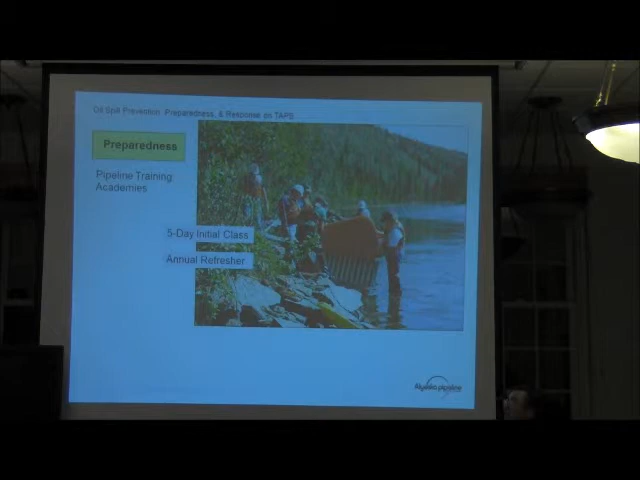 Oil Spill Prevention, Preparedness, & Response on TAPS
Preparedness
Pipeline Training
Academies
5-Day Initial Class
Annual Refresher
Alyeska pipeline